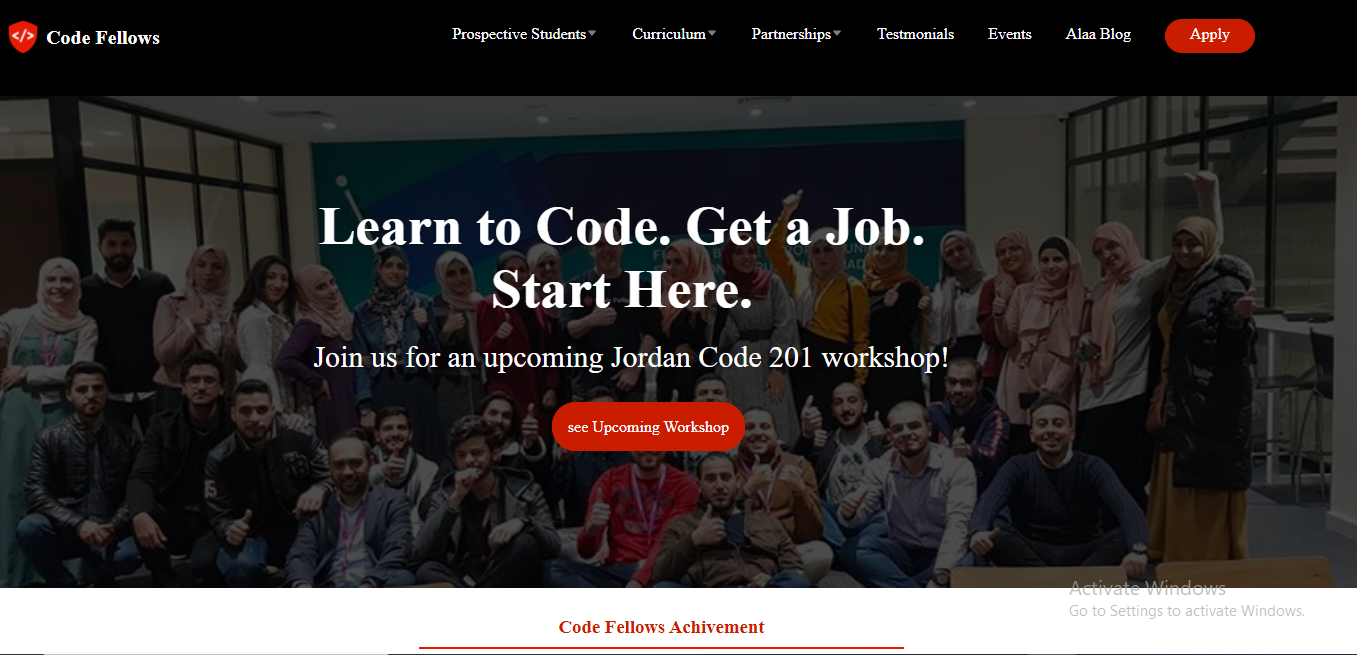 Code Fellows
Prospective Students Curriculum Partnerships Testmonials Events Alaa Blog Apply
Learn to Code. Get a Job.
Start Here.
Join us for an upcoming Jordan Code 201 workshop!
see Upcoming Workshop
Activate Windows
Go to Settings to activate Windows.
Code Fellows Achivement